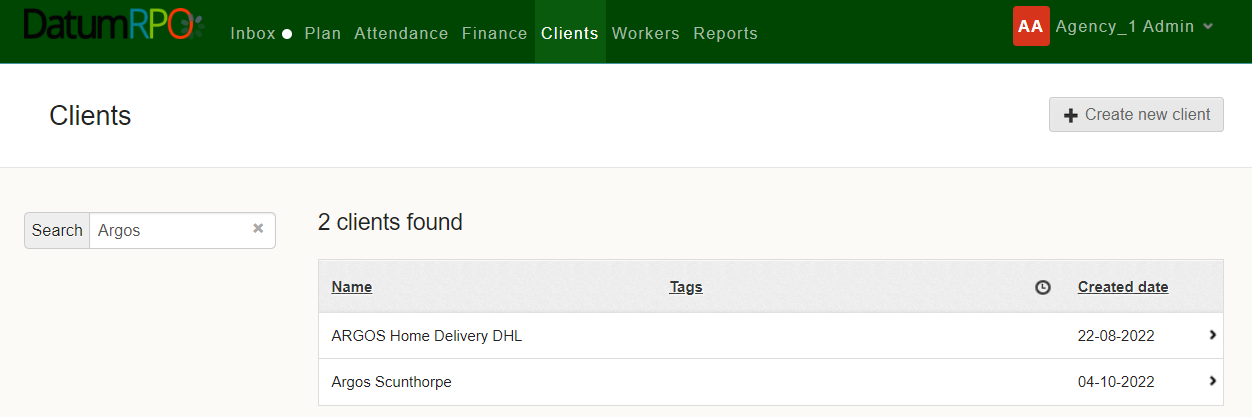 DatumRPO Inbox Plan Attendance Finance Clients Workers Reports AA Agency_1 Admin
Clients
Create new client
Search Argos
2 clients found
Name Tags Created date
ARGOS Home Delivery DHL 22-08-2022
Argos Scunthorpe 04-10-2022